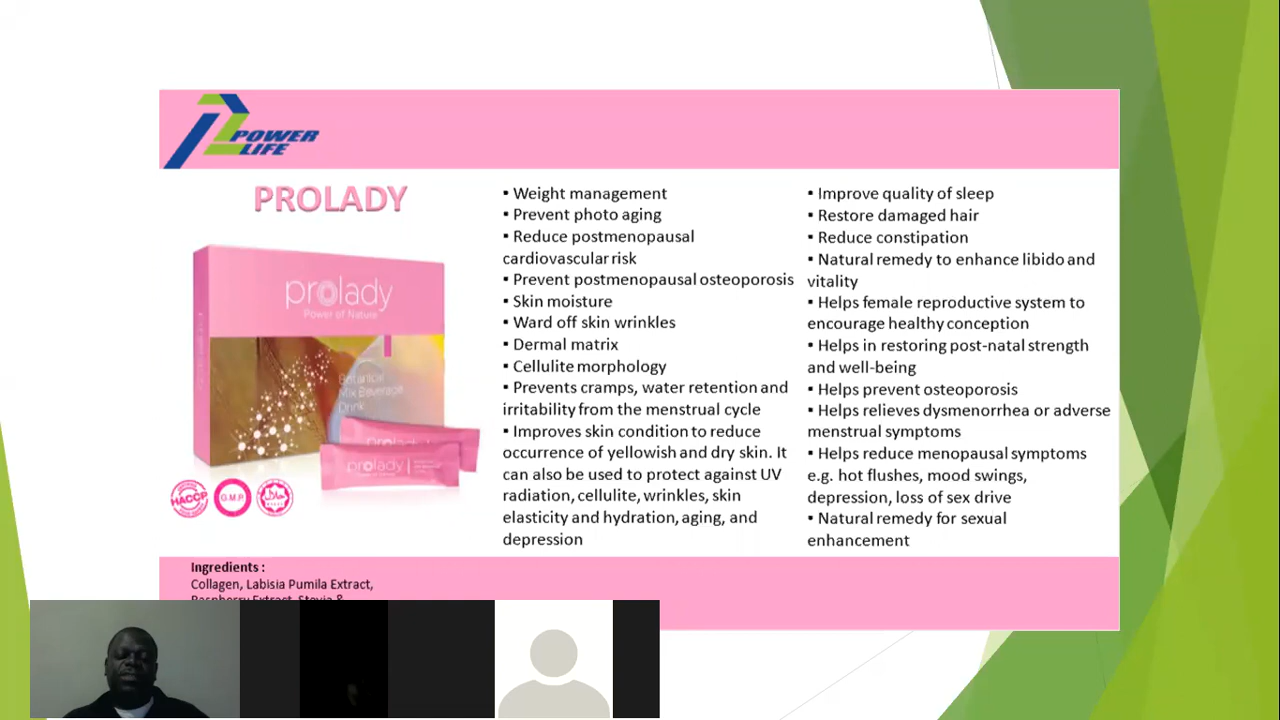 POWER
LIFE
PROLADY
prolady
Power of Nature
Botanical
Mix Beverage
Drink
prolady
prolady
HACCP
G.M.P
حلال
▪ Weight management
▪ Prevent photo aging
▪ Reduce postmenopausal
cardiovascular risk
▪ Prevent postmenopausal osteoporosis
▪ Skin moisture
▪ Ward off skin wrinkles
▪ Dermal matrix
▪ Cellulite morphology
▪ Prevents cramps, water retention and
irritability from the menstrual cycle
▪ Improves skin condition to reduce
occurrence of yellowish and dry skin. It
can also be used to protect against UV
radiation, cellulite, wrinkles, skin
elasticity and hydration, aging, and
depression
▪ Improve quality of sleep
▪ Restore damaged hair
▪ Reduce constipation
▪ Natural remedy to enhance libido and
vitality
▪ Helps female reproductive system to
encourage healthy conception
▪ Helps in restoring post-natal strength
and well-being
▪ Helps prevent osteoporosis
▪ Helps relieves dysmenorrhea or adverse
menstrual symptoms
▪ Helps reduce menopausal symptoms
e.g. hot flushes, mood swings,
depression, loss of sex drive
▪ Natural remedy for sexual
enhancement
Ingredients :
Collagen, Labisia Pumila Extract,
Raspberry Extract, Stevia &